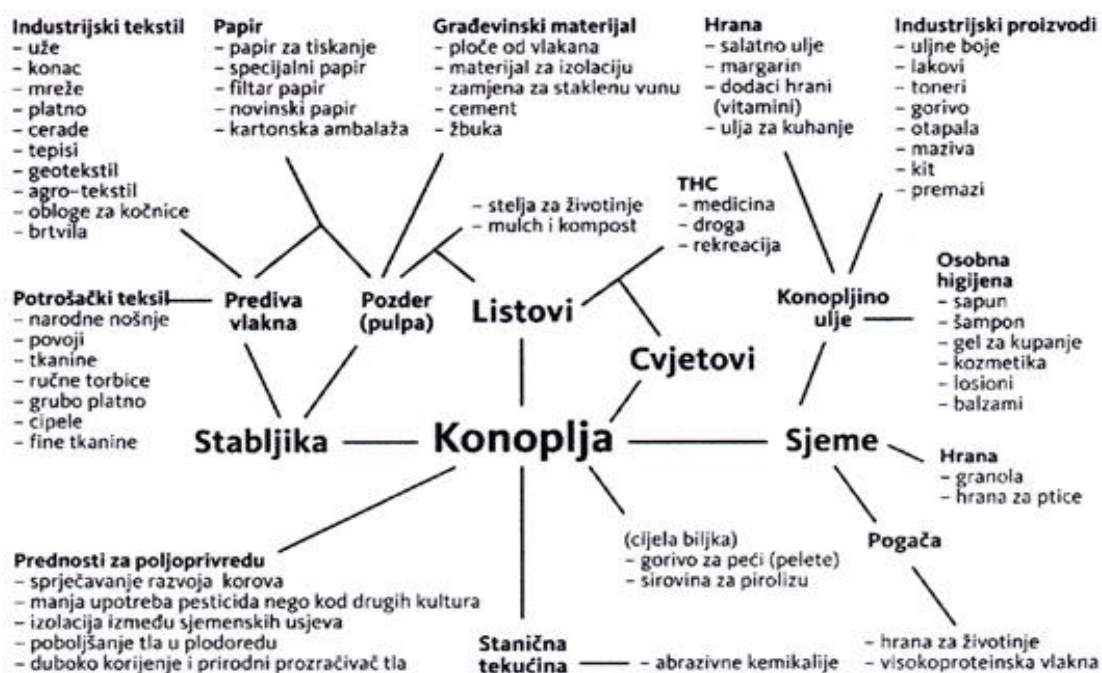 Industrijski tekstil
– uže
– konac
– mreže
– platno
– cerade
– tepisi
– geotekstil
– agro-tekstil
– obloge za kočnice
– brtvila
Papir
– papir za tiskanje
– specijalni papir
– filtar papir
– novinski papir
– kartonska ambalaža
Građevinski materijal
– ploče od vlakana
– materijal za izolaciju
– zamjena za staklenu vunu
– cement
– žbuka
Hrana
– salatno ulje
– margarin
– dodaci hrani
(vitamini)
– ulja za kuhanje
Industrijski proizvodi
– uljne boje
– lakovi
– toneri
– gorivo
– otapala
– maziva
– kit
– premazi
– stelja za životinje
– mulch i kompost
THC
– medicina
– droga
– rekreacija
Potrošački teksil
– narodne nošnje
– povoji
– tkanine
– ručne torbice
– grubo platno
– cipele
– fine tkanine
Prediva
vlakna
Pozder
(pulpa)
Listovi
Cvjetovi
Konopljino
ulje
Osobna
higijena
– sapun
– šampon
– gel za kupanje
– kozmetika
– losioni
– balzami
Stabljika
Konoplja
Sjeme
Hrana
– granola
– hrana za ptice
Prednosti za poljoprivredu
– sprječavanje razvoja korova
– manja upotreba pesticida nego kod drugih kultura
– izolacija između sjemenskih usjeva
– poboljšanje tla u plodoredu
– duboko korijenje i prirodni prozračivač tla
Stanična
tekućina
– abrazivne kemikalije
(cijela biljka)
– gorivo za peći (pelete)
– sirovina za pirolizu
Pogača
– hrana za životinje
– visokoproteinska vlakna